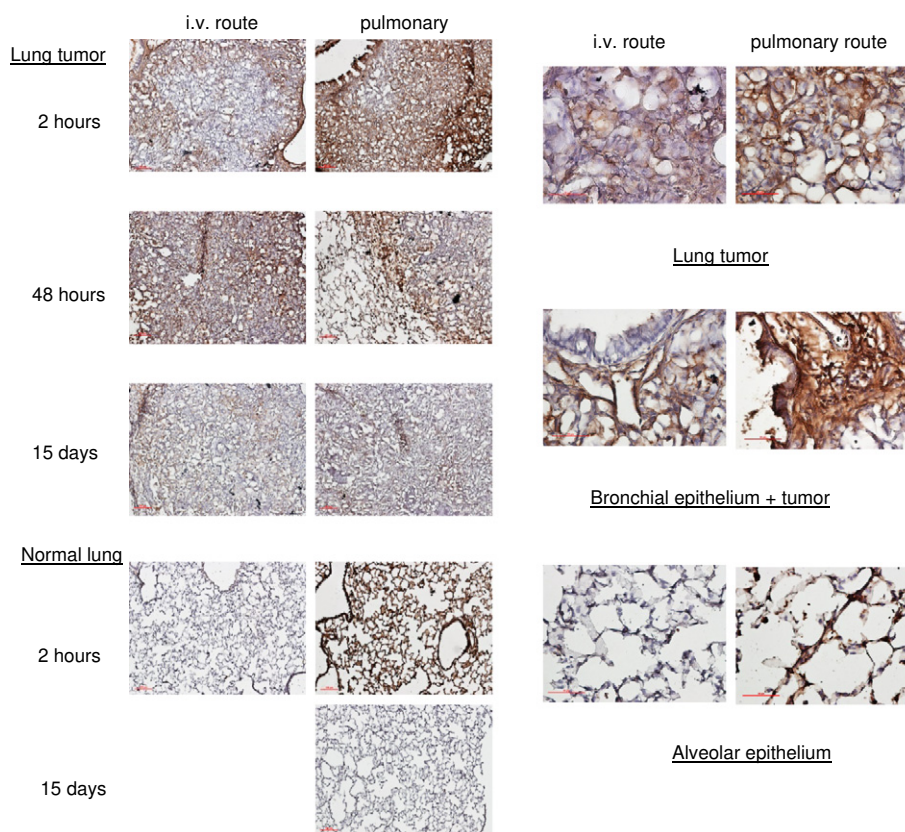 i.v. route pulmonary
Lung tumor
2 hours
48 hours
15 days
Normal lung
2 hours
15 days
i.v. route pulmonary route
Lung tumor
Bronchial epithelium + tumor
Alveolar epithelium